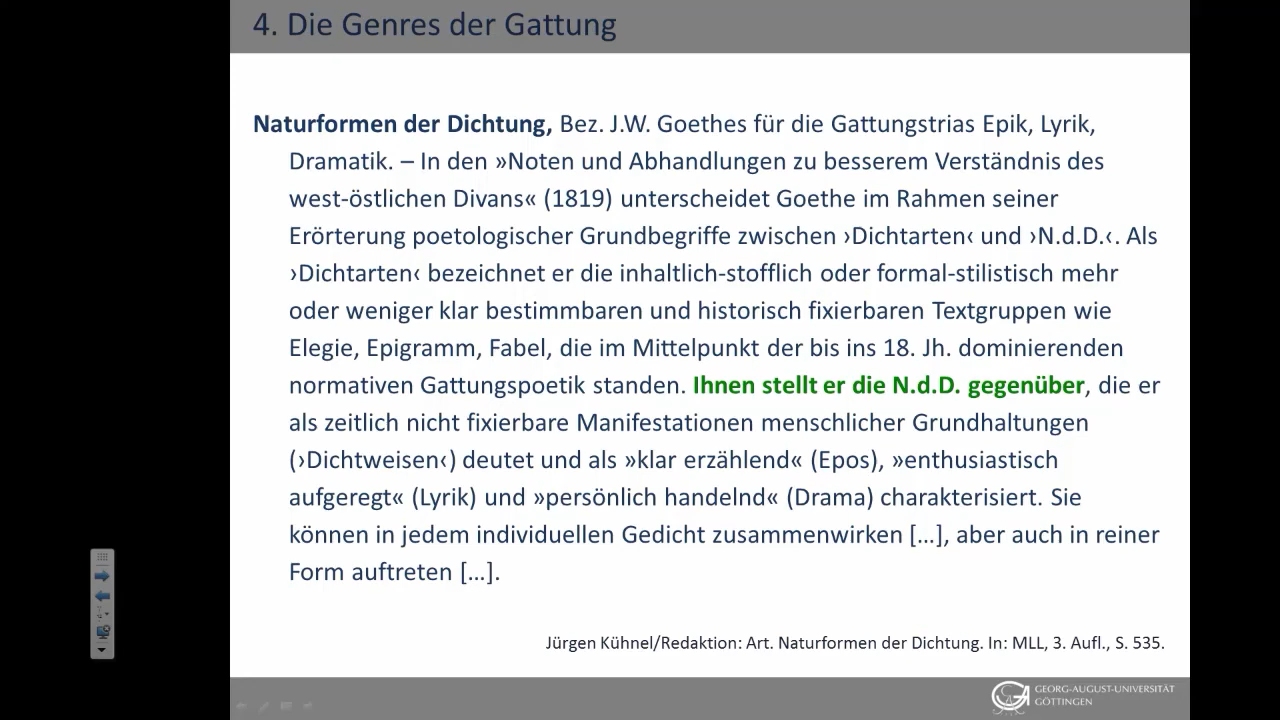 4. Die Genres der Gattung
Naturformen der Dichtung, Bez. J.W. Goethes für die Gattungstrias Epik, Lyrik,
Dramatik. – In den »Noten und Abhandlungen zu besserem Verständnis des
west-östlichen Divans« (1819) unterscheidet Goethe im Rahmen seiner
Erörterung poetologischer Grundbegriffe zwischen ›Dichtarten‹ und ›N.d.D.‹. Als
›Dichtarten‹ bezeichnet er die inhaltlich-stofflich oder formal-stilistisch mehr
oder weniger klar bestimmbaren und historisch fixierbaren Textgruppen wie
Elegie, Epigramm, Fabel, die im Mittelpunkt der bis ins 18. Jh. dominierenden
normativen Gattungspoetik standen. Ihnen stellt er die N.d.D. gegenüber, die er
als zeitlich nicht fixierbare Manifestationen menschlicher Grundhaltungen
(›Dichtweisen‹) deutet und als »klar erzählend« (Epos), »enthusiastisch
aufgeregt« (Lyrik) und »persönlich handelnd« (Drama) charakterisiert. Sie
können in jedem individuellen Gedicht zusammenwirken [...], aber auch in reiner
Form auftreten [...].
Jürgen Kühnel/Redaktion: Art. Naturformen der Dichtung. In: MLL, 3. Aufl., S. 535.
GEORG-AUGUST-UNIVERSITÄT
GÖTTINGEN